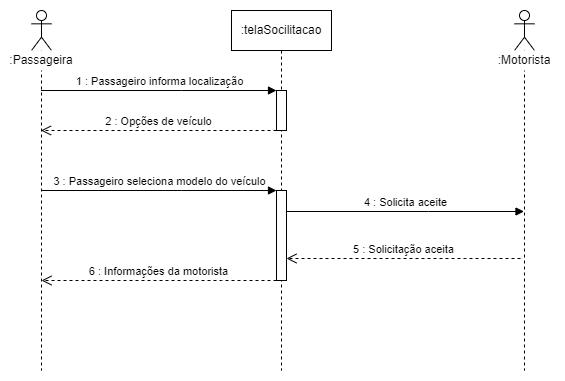 :Passageira
:telaSocilitacao
:Motorista
1 : Passageiro informa localização
2 : Opções de veículo
3 : Passageiro seleciona modelo do veículo
4 : Solicita aceite
5 : Solicitação aceita
6 : Informações da motorista